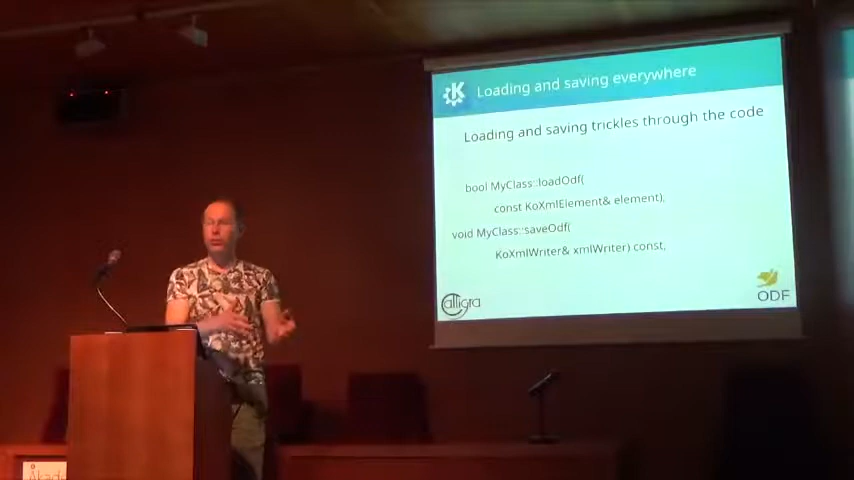 Loading and saving everywhere
Loading and saving trickles through the code
bool MyClass::loadOdf(
const KoXmlElement& element);
void MyClass::saveOdf(
KoXmlWriter& xmlWriter) const;
calligra
ODF
Akade